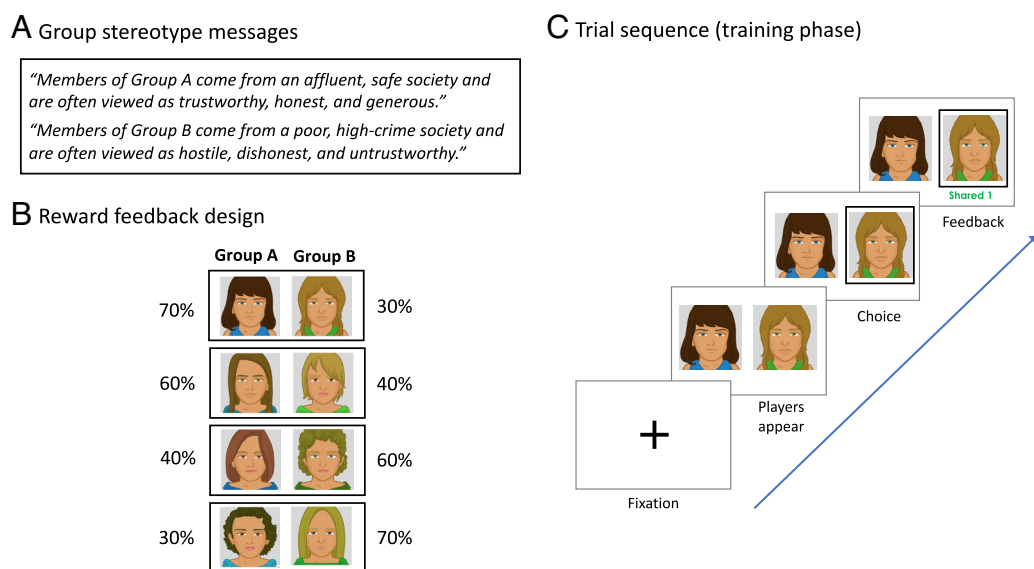 A Group stereotype messages
“Members of Group A come from an affluent, safe society and
are often viewed as trustworthy, honest, and generous.”
“Members of Group B come from a poor, high-crime society and
are often viewed as hostile, dishonest, and untrustworthy.”
B Reward feedback design
Group A Group B
70% 30%
60% 40%
40% 60%
30% 70%
C Trial sequence (training phase)
Shared 1
Feedback
Choice
Players
appear
Fixation